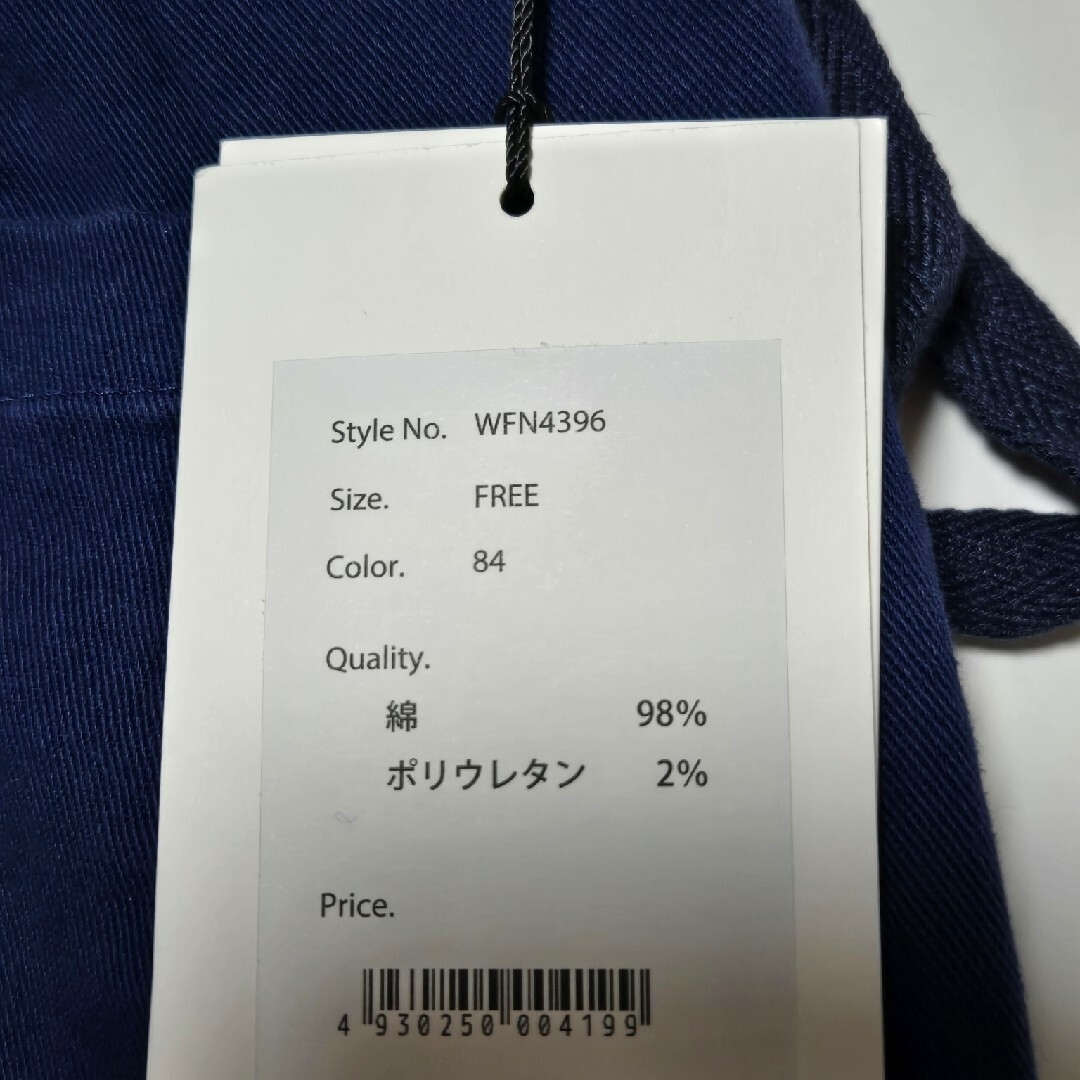 Style No. WFN4396
Size. FREE
Color. 84
Quality.
綿 98%
ポリウレタン 2%
Price.
4 930250 004199